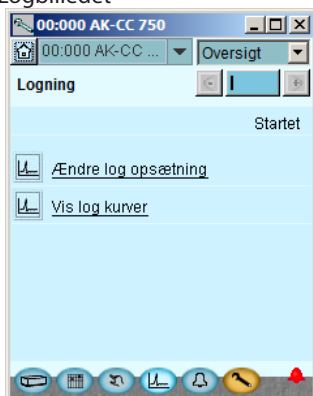 Logbilledet
00:000 AK-CC 750
00:000 AK-CC ... Oversigt
Logning
Startet
Ændre log opsætning
Vis log kurver